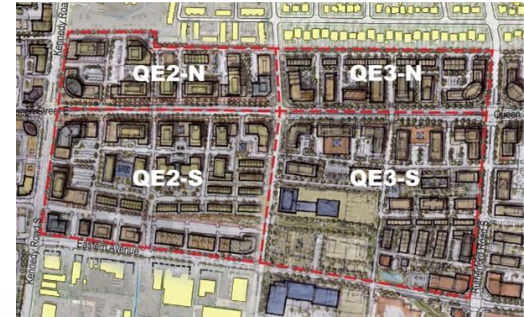 Kennedy Road
QE2-N
QE3-N
Queen
QE2-S
QE3-S
Kennedy Road S
Eastern Avenue